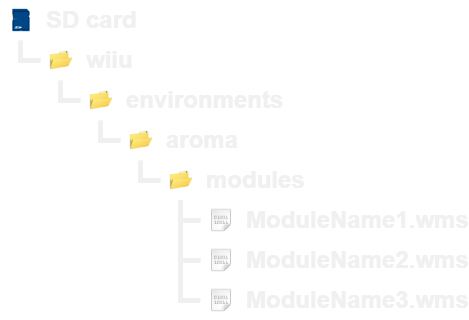 SD card
wiiu
environments
aroma
modules
ModuleName1.wms
ModuleName2.wms
ModuleName3.wms